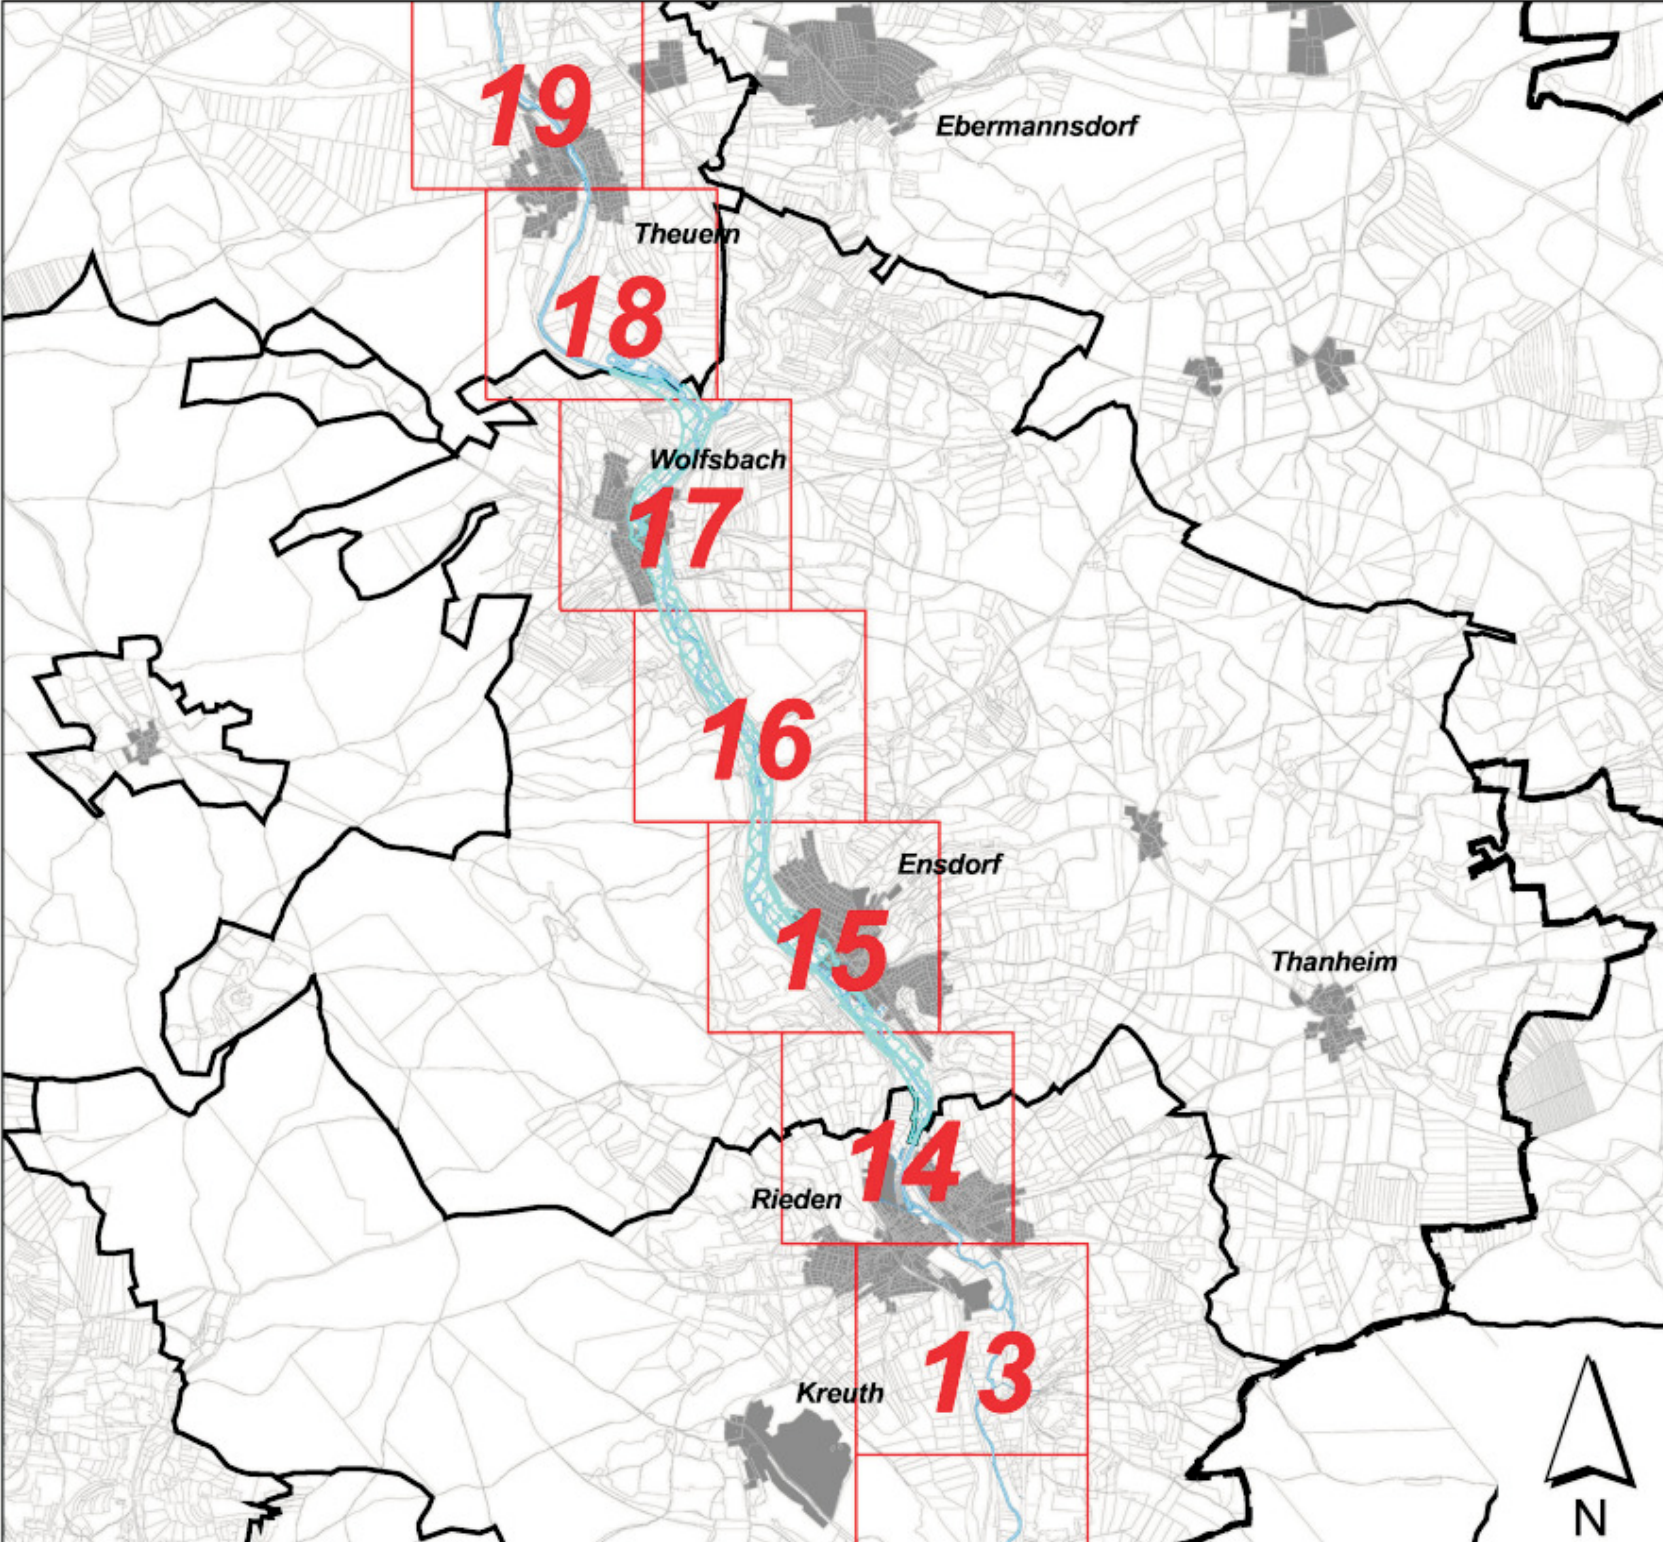 19
Ebermannsdorf
Theuern
18
Wolfsbach
17
16
Ensdorf
15
Thanheim
14
Rieden
13
Kreuth
N